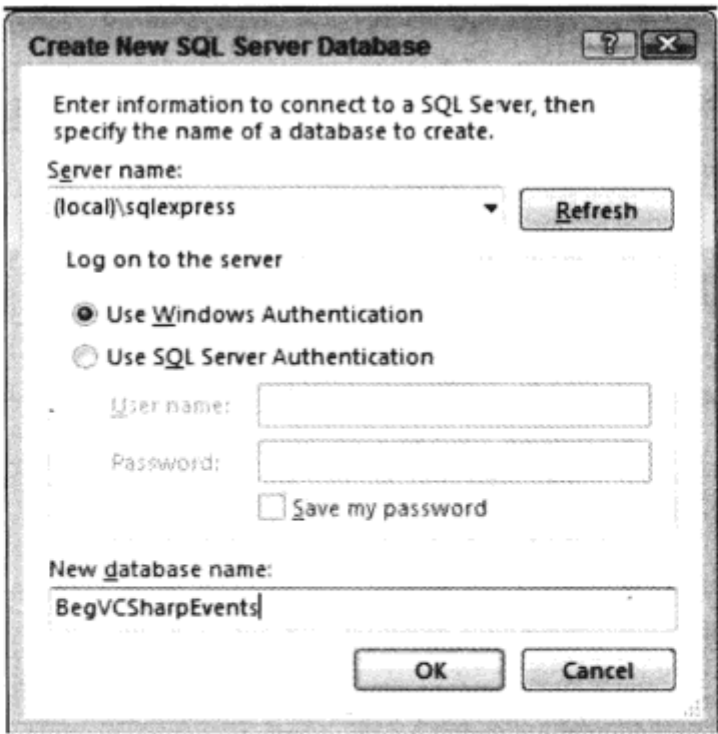 Create New SQL Server Database
Enter information to connect to a SQL Server, then
specify the name of a database to create.
Server name:
(local)\sqlexpress
Refresh
Log on to the server
Use Windows Authentication
Use SQL Server Authentication
User name:
Password:
Save my password
New database name:
BegVCSharpEvents
OK
Cancel